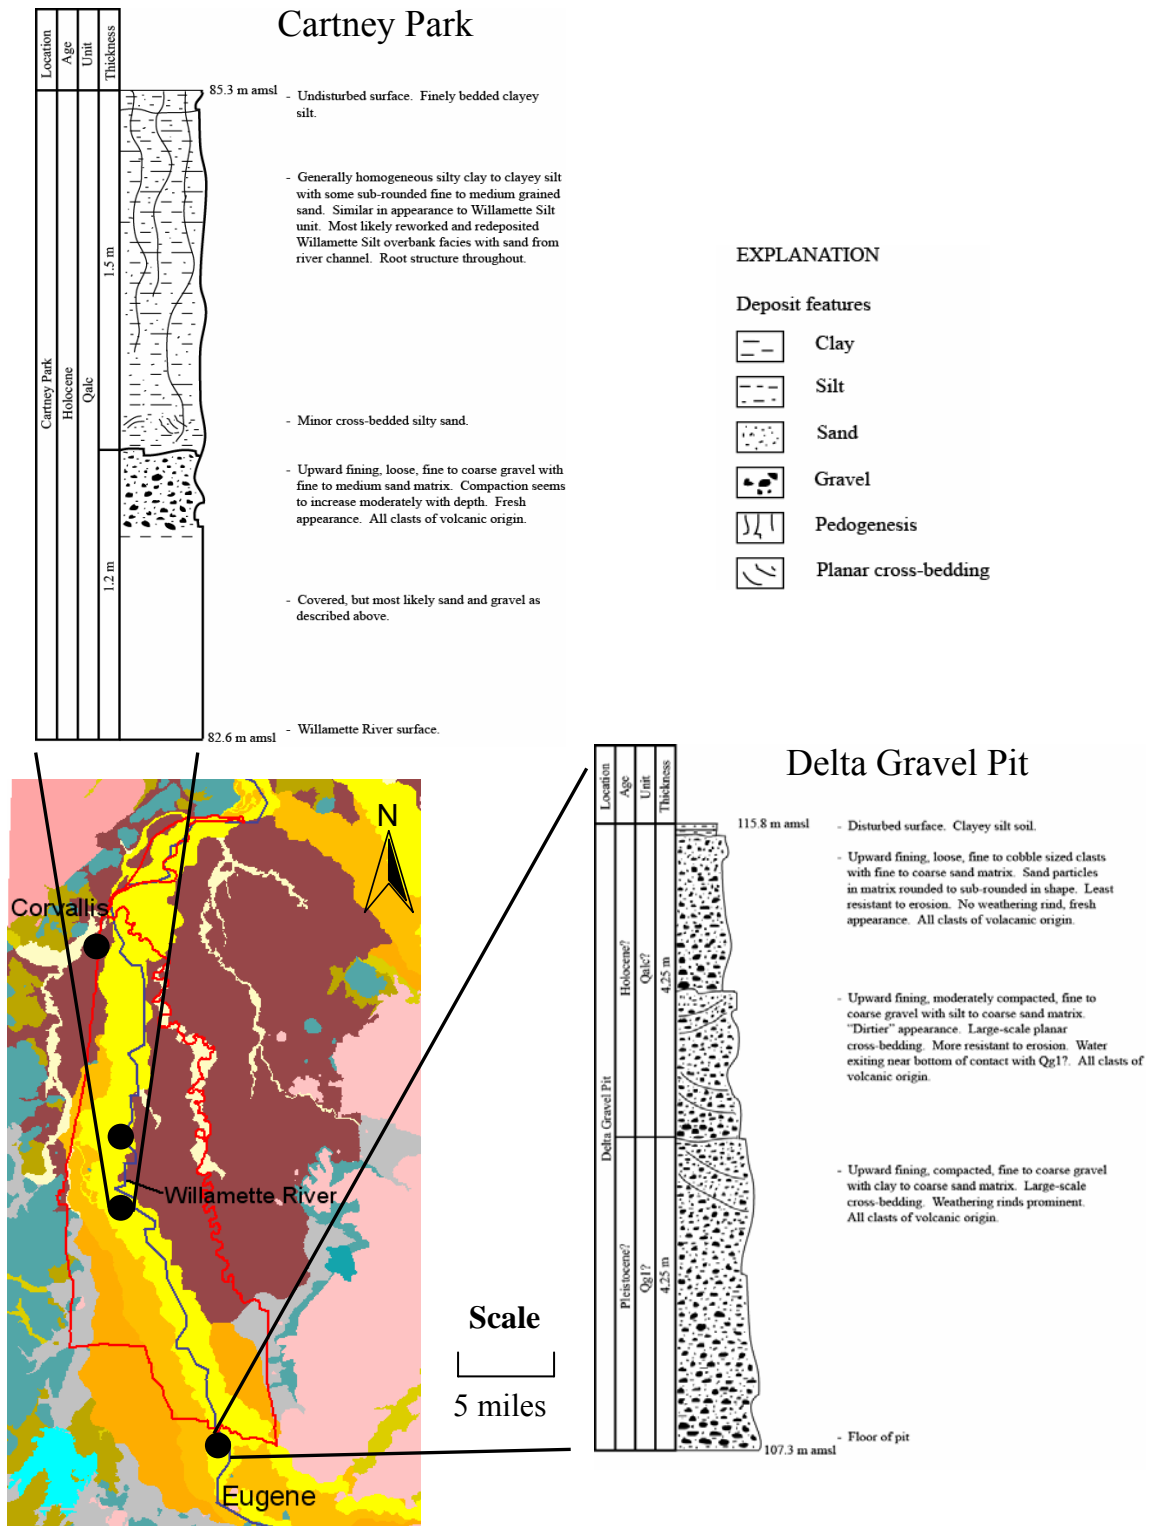 Cartney Park
Location
Age
Unit
Thickness
Cartney Park
Holocene
Qalc
1.5 m
1.2 m
85.3 m amsl
- Undisturbed surface. Finely bedded clayey
silt.
- Generally homogeneous silty clay to clayey silt
with some sub-rounded fine to medium grained
sand. Similar in appearance to Willamette Silt
unit. Most likely reworked and redeposited
Willamette Silt overbank facies with sand from
river channel. Root structure throughout.
- Minor cross-bedded silty sand.
- Upward fining, loose, fine to coarse gravel with
fine to medium sand matrix. Compaction seems
to increase moderately with depth. Fresh
appearance. All clasts of volcanic origin.
- Covered, but most likely sand and gravel as
described above.
82.6 m amsl
- Willamette River surface.
EXPLANATION
Deposit features
Clay
Silt
Sand
Gravel
Pedogenesis
Planar cross-bedding
N
Corvallis
Willamette River
Eugene
Scale
5 miles
Delta Gravel Pit
Location
Age
Unit
Thickness
Delta Gravel Pit
Holocene?
Qalc?
4.25 m
Pleistocene?
Qg1?
4.25 m
115.8 m amsl
- Disturbed surface. Clayey silt soil.
- Upward fining, loose, fine to cobble sized clasts
with fine to coarse sand matrix. Sand particles
in matrix rounded to sub-rounded in shape. Least
resistant to erosion. No weathering rind, fresh
appearance. All clasts of volacanic origin.
- Upward fining, moderately compacted, fine to
coarse gravel with silt to coarse sand matrix.
“Dirtier” appearance. Large-scale planar
cross-bedding. More resistant to erosion. Water
exiting near bottom of contact with Qg1?. All clasts of
volcanic origin.
- Upward fining, compacted, fine to coarse gravel
with clay to coarse sand matrix. Large-scale
cross-bedding. Weathering rinds prominent.
All clasts of volcanic origin.
- Floor of pit
107.3 m amsl